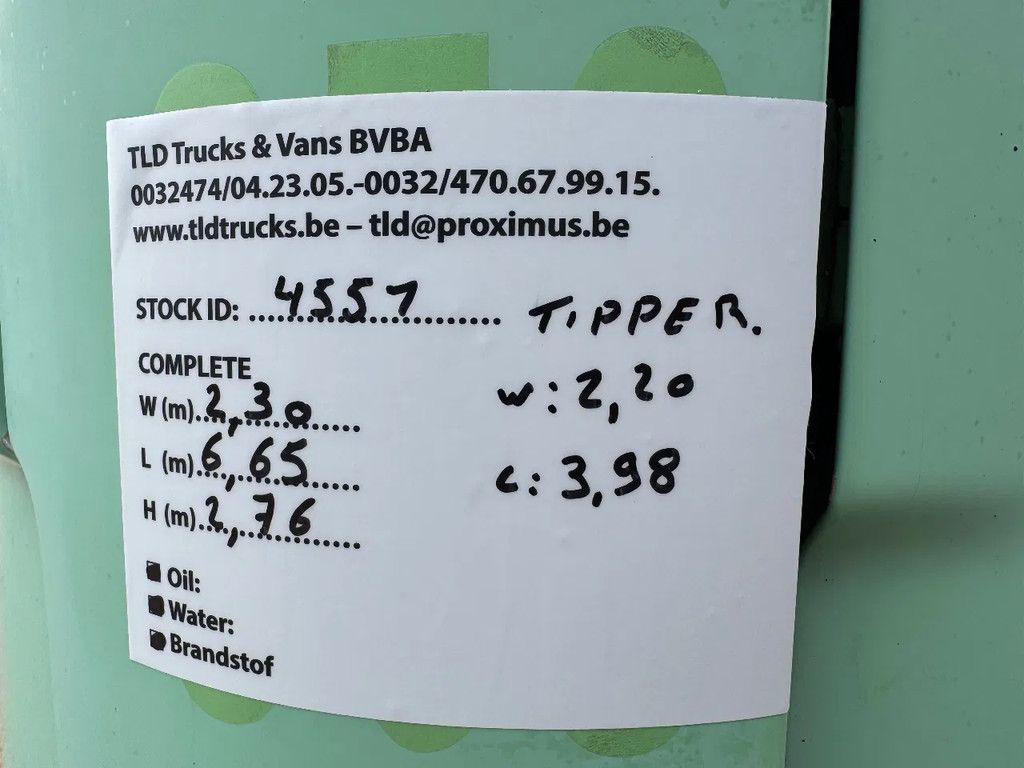 TLD Trucks & Vans BVBA
0032474/04.23.05.-0032/470.67.99.15.
www.tldtrucks.be – tld@proximus.be
STOCK ID: 4557 TIPPER.
COMPLETE
W (m) 2,30 W: 2,20
L (m) 6,65 L: 3,98
H (m) 2,76
Oil:
Water:
Brandstof